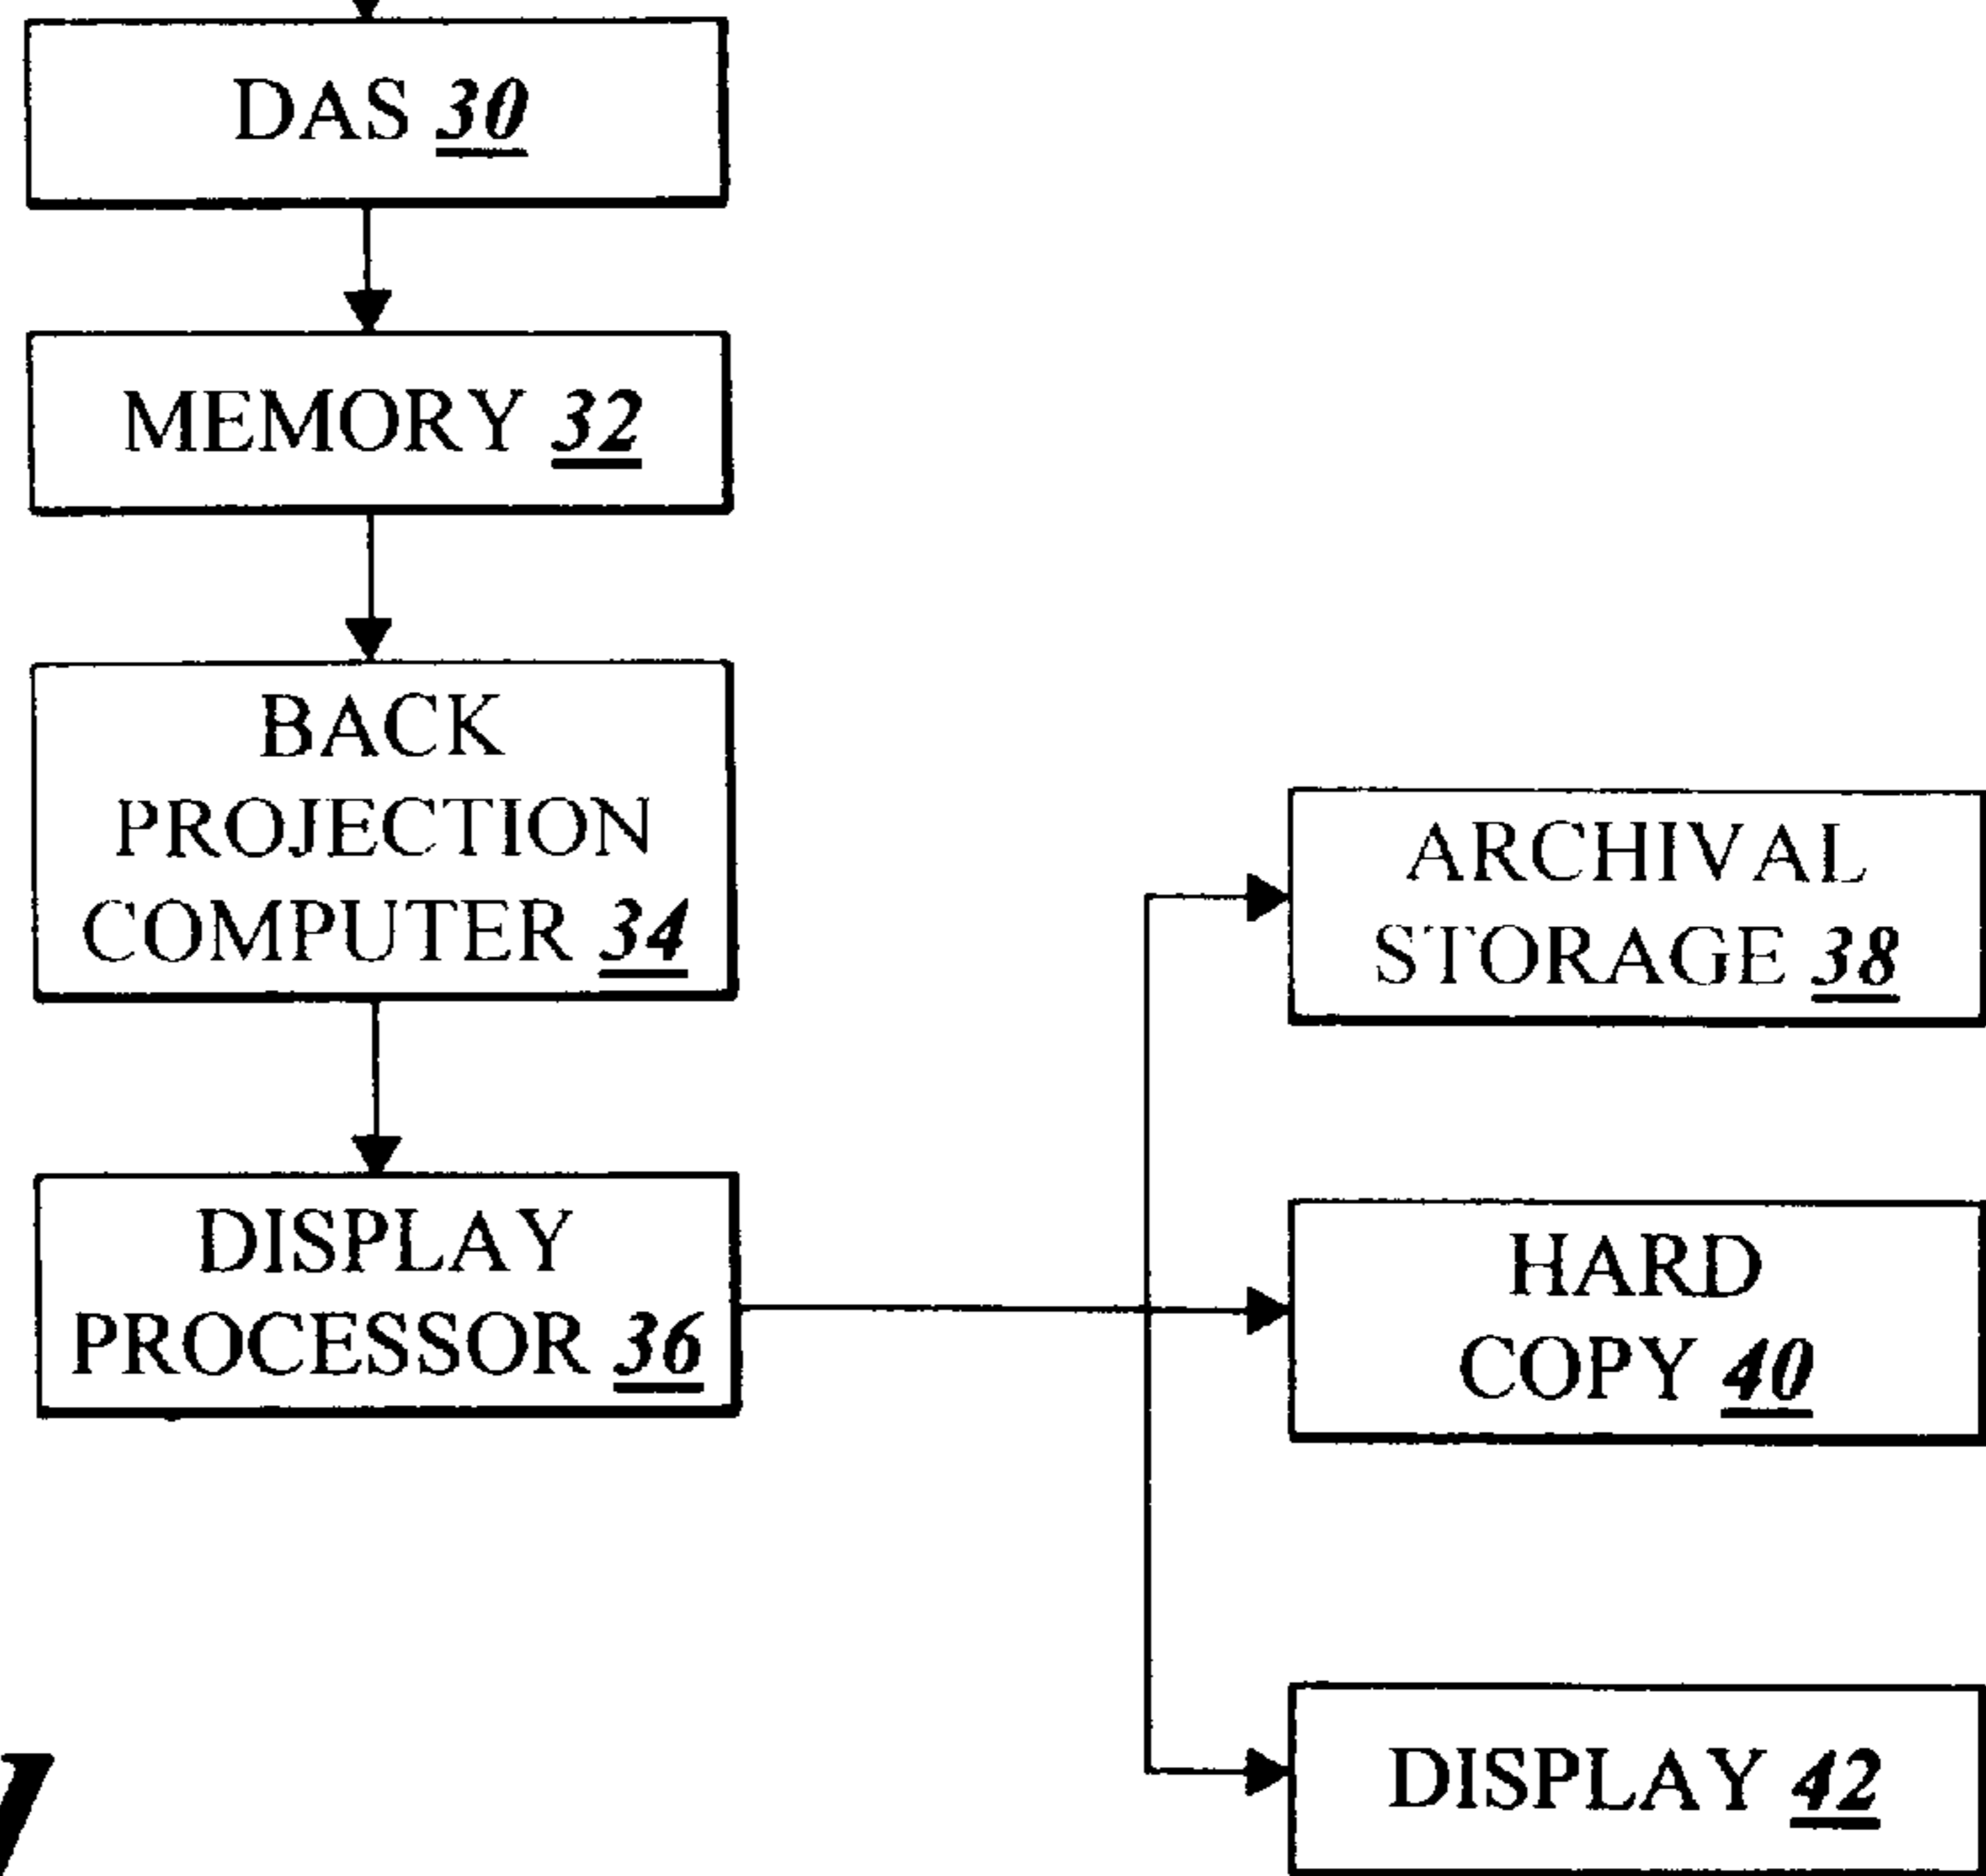 DAS 30
MEMORY 32
BACK
PROJECTION
COMPUTER 34
DISPLAY
PROCESSOR 36
ARCHIVAL
STORAGE 38
HARD
COPY 40
DISPLAY 42